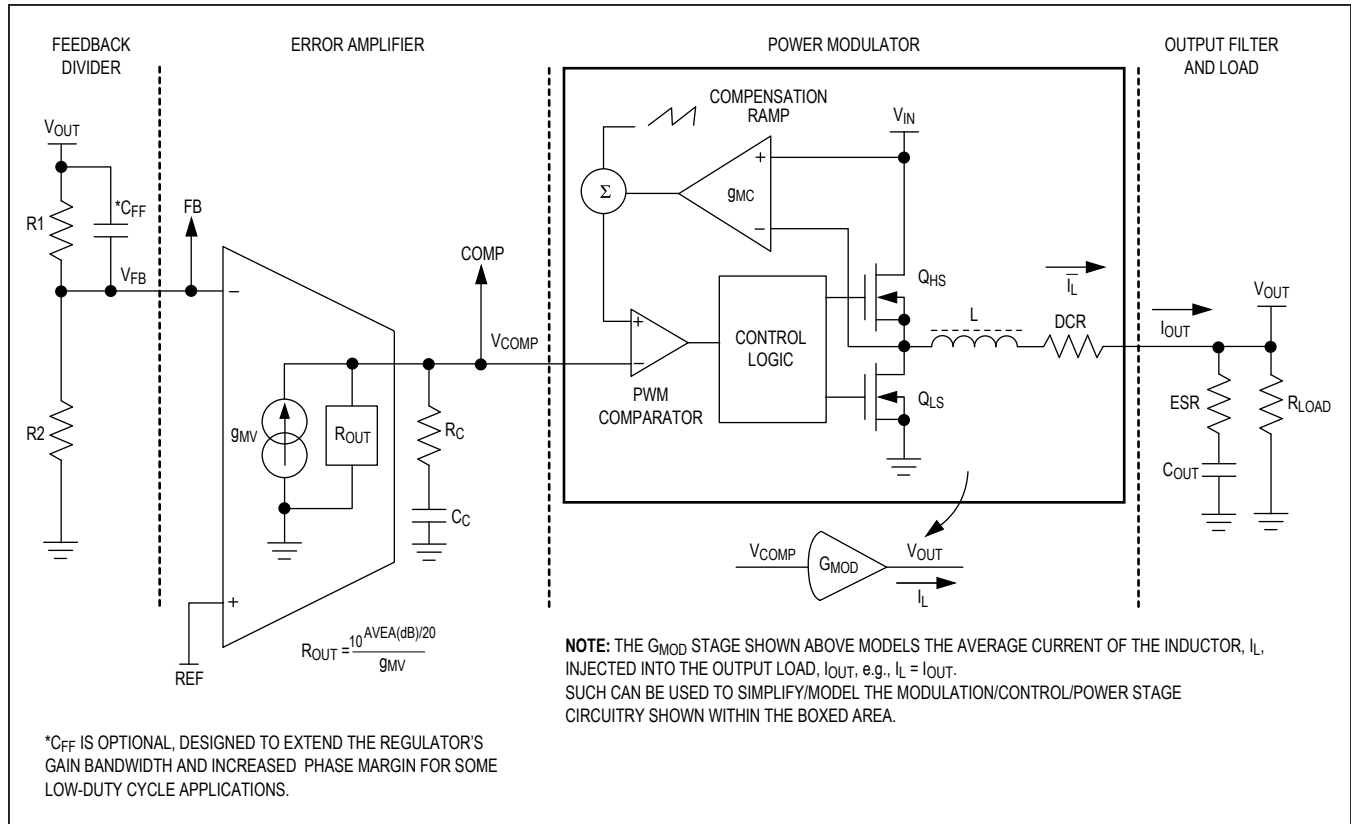 FEEDBACK
DIVIDER
ERROR AMPLIFIER
POWER MODULATOR
OUTPUT FILTER
AND LOAD
VOUT
R1
*CFF
VFB
R2
FB
gMV
ROUT
ROUT = 10^AVEA(dB)/20 / gMV
REF
COMP
VCOMP
RC
CC
COMPENSATION
RAMP
Σ
gMC
+
−
VIN
+
−
PWM
COMPARATOR
CONTROL
LOGIC
QHS
QLS
IL
L
DCR
IOUT
VOUT
ESR
COUT
RLOAD
−
+
VCOMP
GMOD
VOUT
IL
NOTE: THE GMOD STAGE SHOWN ABOVE MODELS THE AVERAGE CURRENT OF THE INDUCTOR, IL,
INJECTED INTO THE OUTPUT LOAD, IOUT, e.g., IL = IOUT.
SUCH CAN BE USED TO SIMPLIFY/MODEL THE MODULATION/CONTROL/POWER STAGE
CIRCUITRY SHOWN WITHIN THE BOXED AREA.
*CFF IS OPTIONAL, DESIGNED TO EXTEND THE REGULATOR'S
GAIN BANDWIDTH AND INCREASED PHASE MARGIN FOR SOME
LOW-DUTY CYCLE APPLICATIONS.